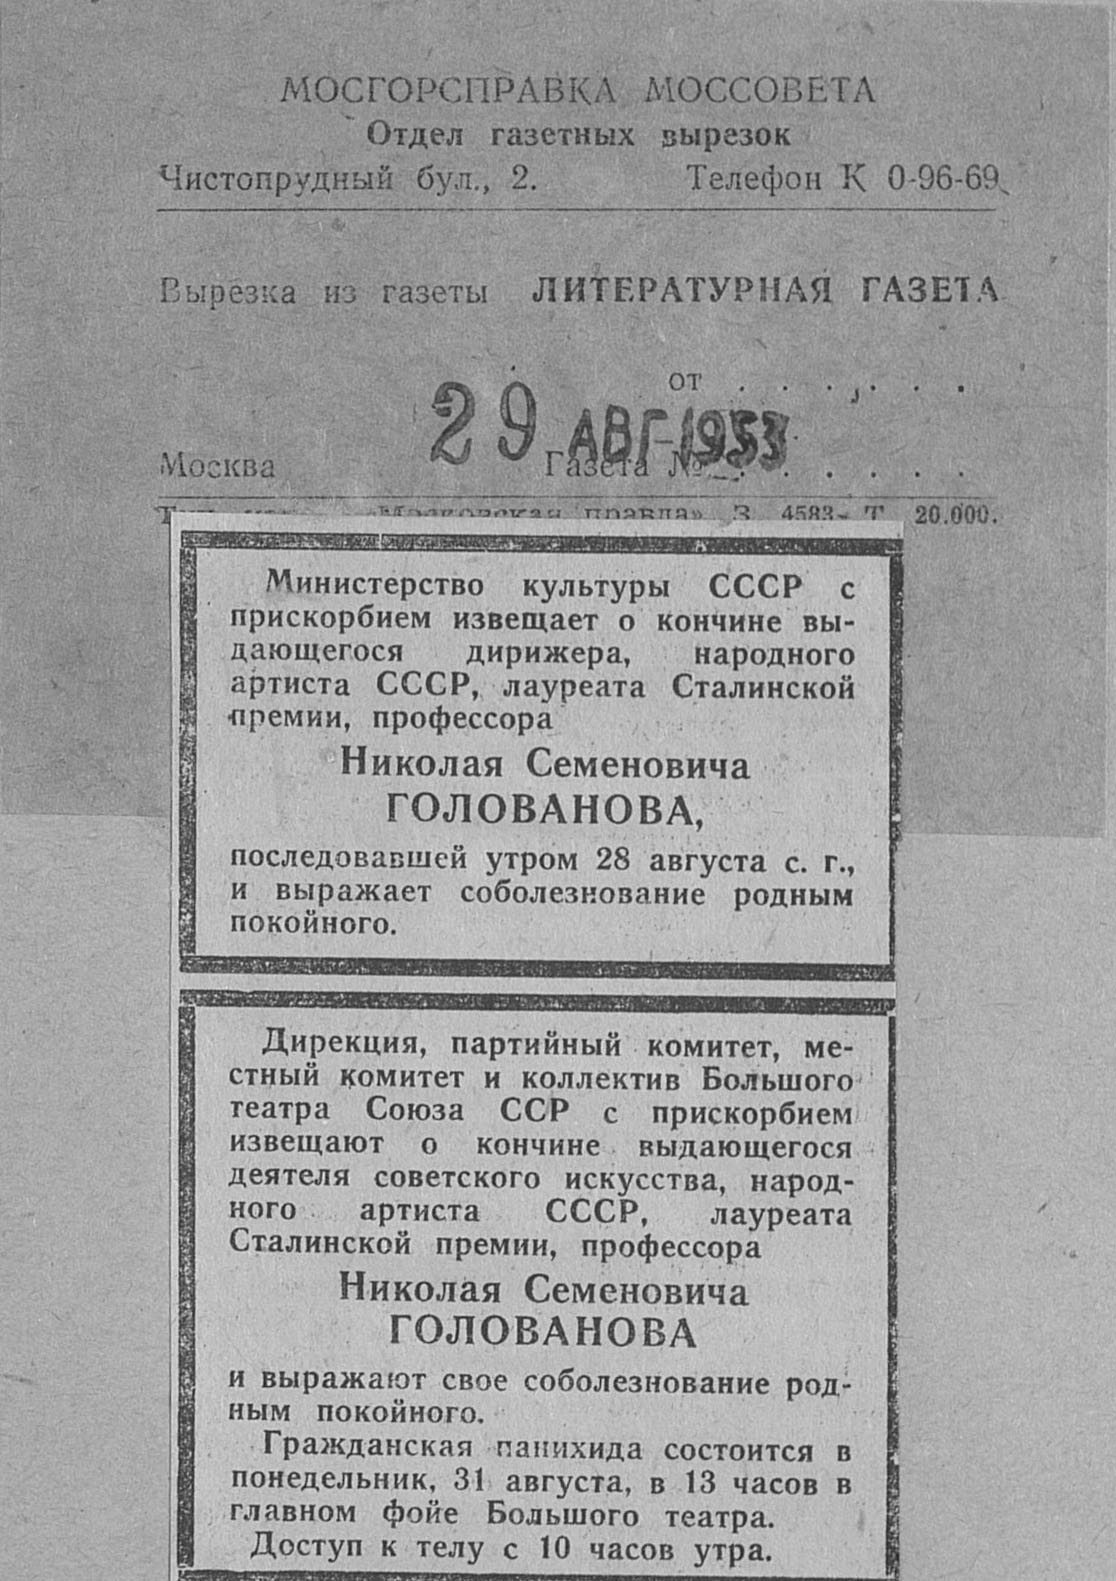 МОСГОРСПРАВКА МОССОВЕТА
Отдел газетных вырезок
Чистопрудный бул., 2. Телефон К 0-96-69
Вырезка из газеты ЛИТЕРАТУРНАЯ ГАЗЕТА
от . . . . . .
29 АВГ 1953
Москва Газета № . . . . . .
«Московская правда» З. 4583- Т. 20.000.
Министерство культуры СССР с
прискорбием извещает о кончине вы-
дающегося дирижера, народного
артиста СССР, лауреата Сталинской
премии, профессора
Николая Семеновича
ГОЛОВАНОВА,
последовавшей утром 28 августа с. г.,
и выражает соболезнование родным
покойного.
Дирекция, партийный комитет, ме-
стный комитет и коллектив Большого
театра Союза ССР с прискорбием
извещают о кончине выдающегося
деятеля советского искусства, народ-
ного артиста СССР, лауреата
Сталинской премии, профессора
Николая Семеновича
ГОЛОВАНОВА
и выражают свое соболезнование род-
ным покойного.
Гражданская панихида состоится в
понедельник, 31 августа, в 13 часов в
главном фойе Большого театра.
Доступ к телу с 10 часов утра.